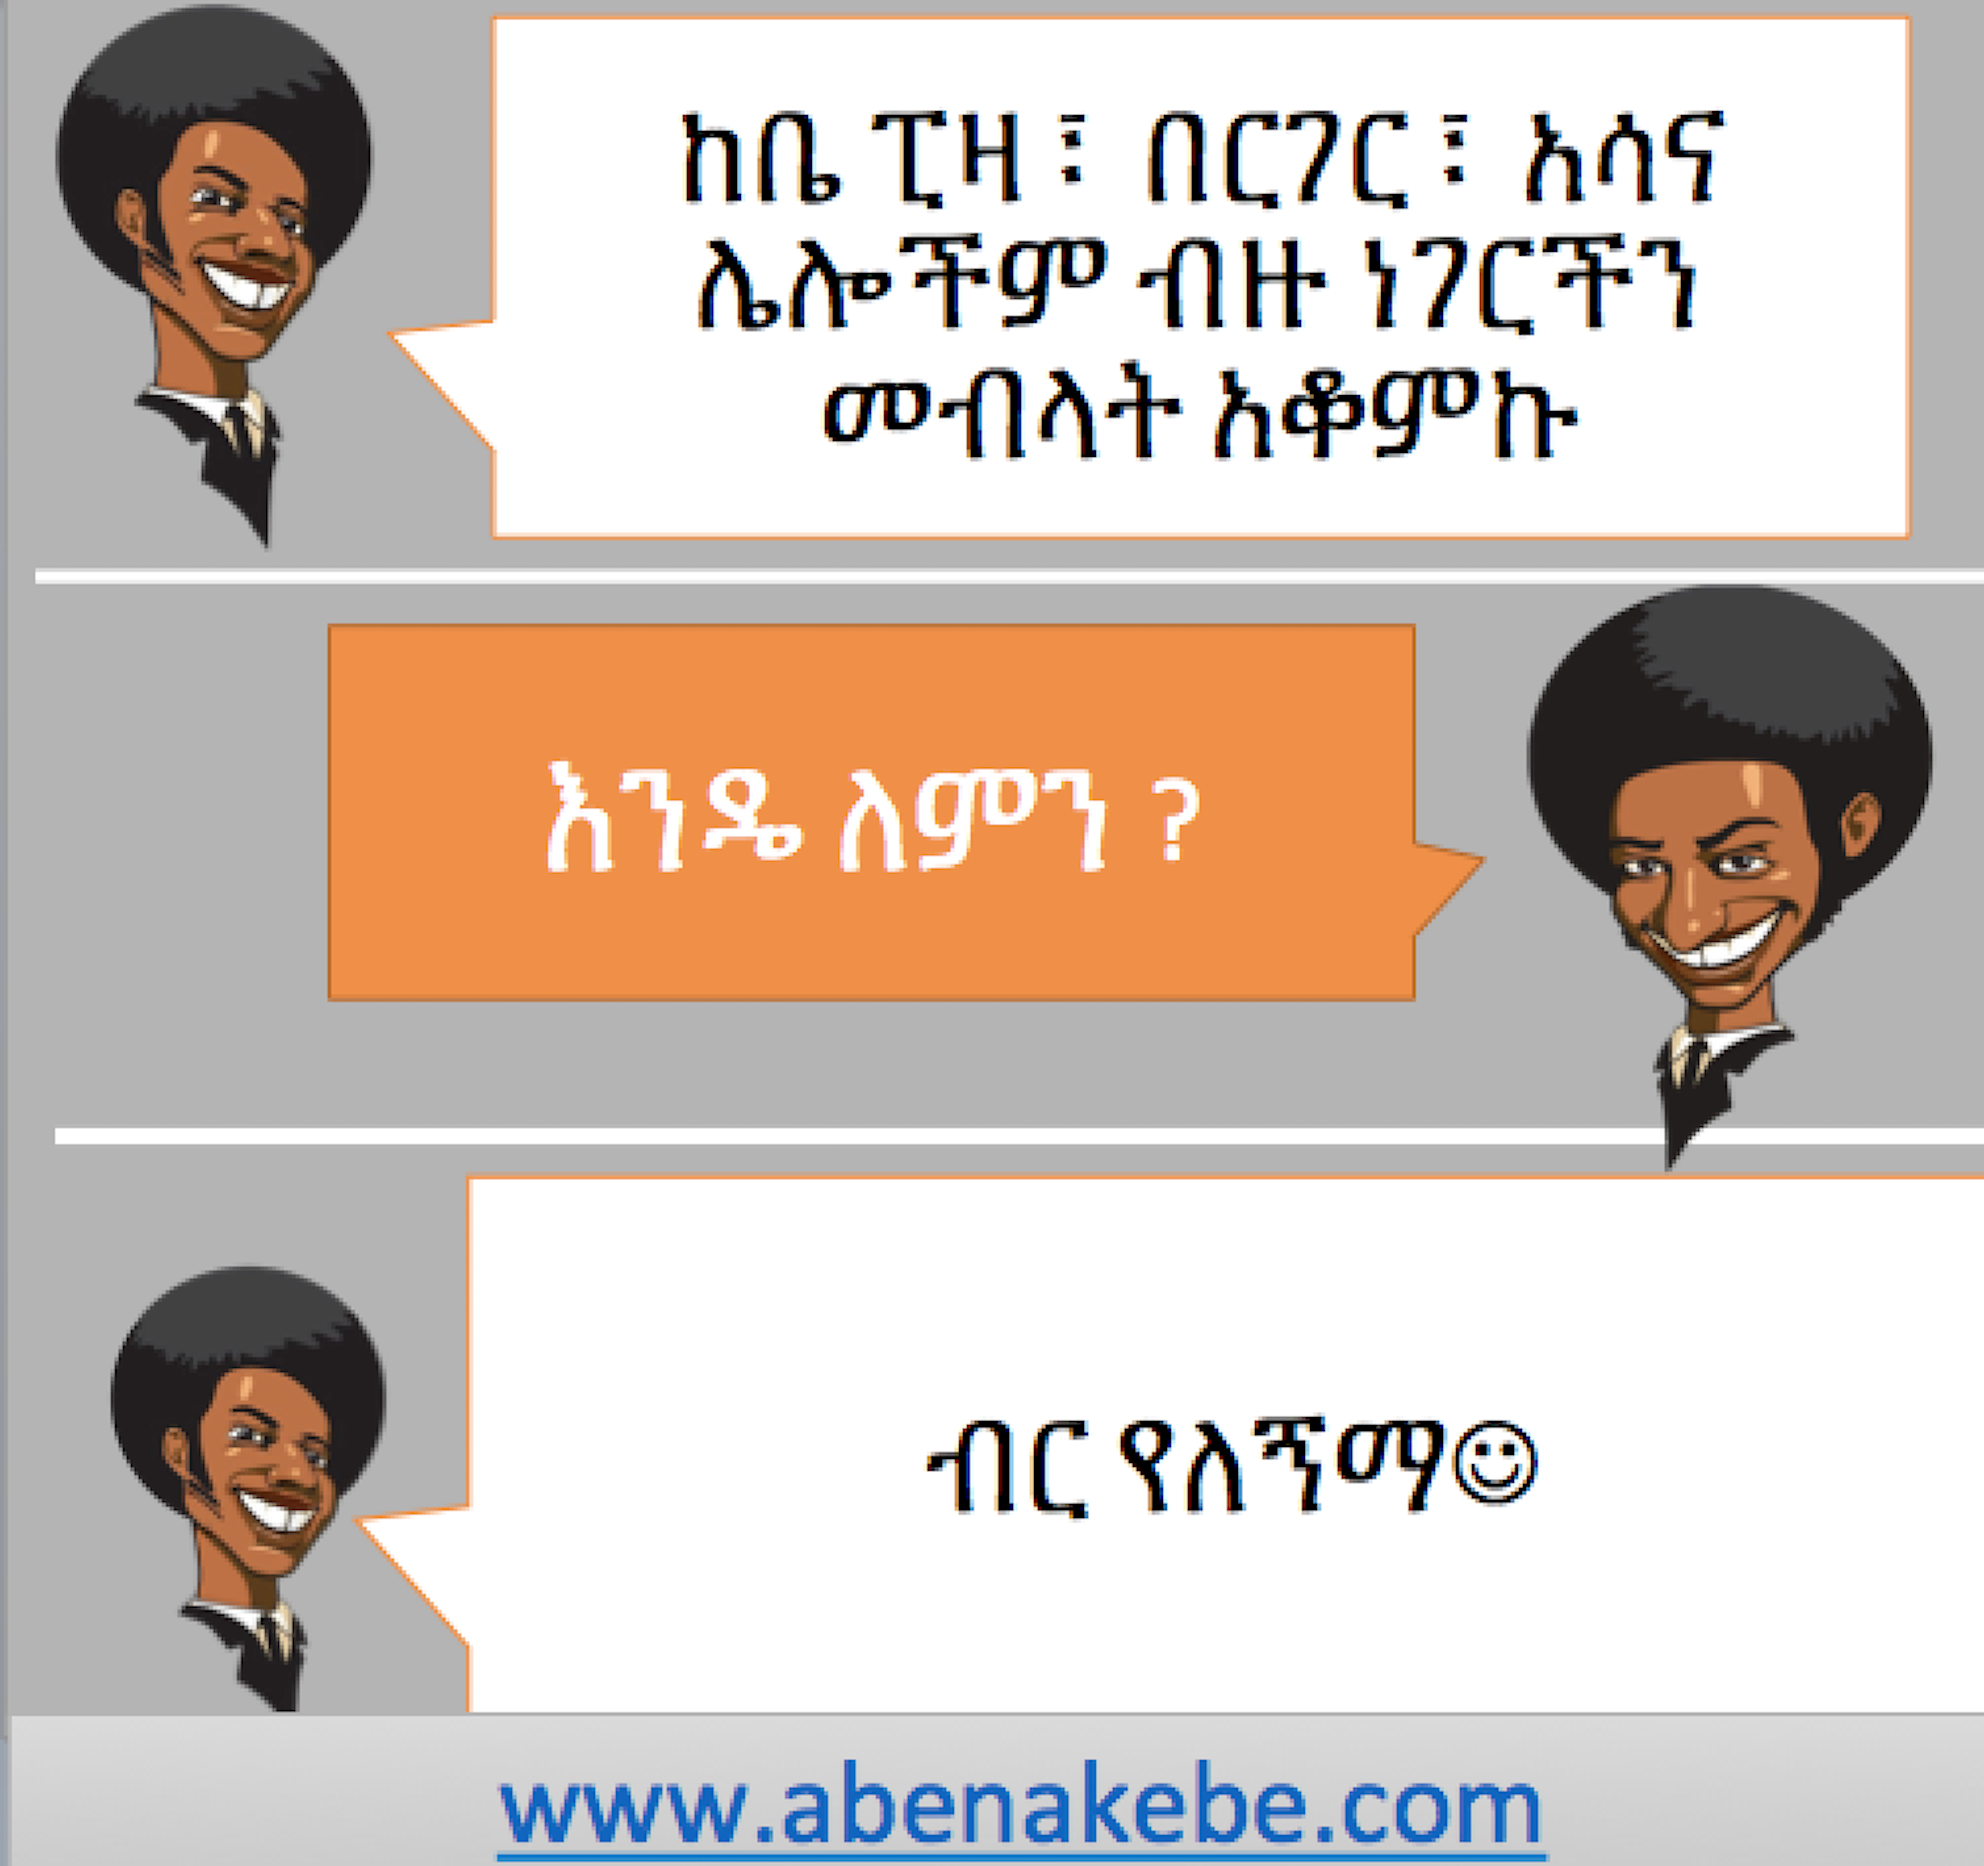 ከቤ ፒዛ ፧ በርገር ፧ አሳና
ሌሎችም ብዙ ነገርችን
መብላት አቆምኩ
እንዴ ለምን ?
ብር የለኝማ☺
www.abenakebe.com